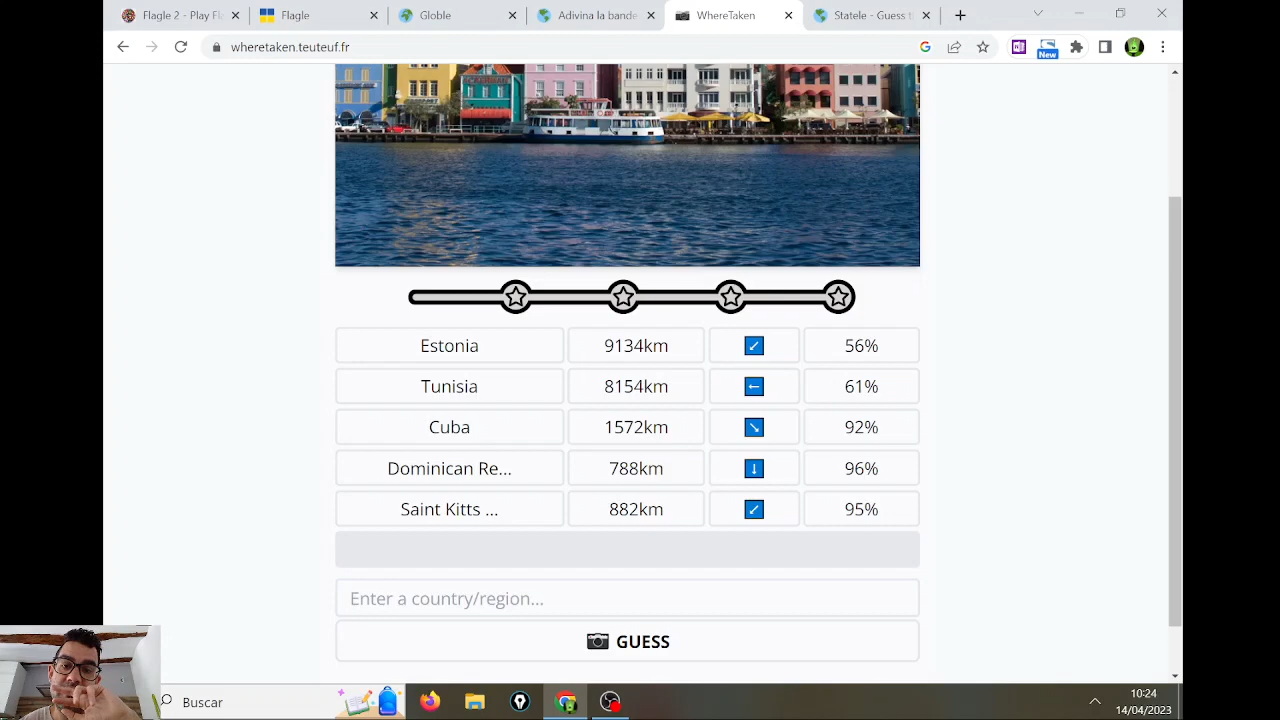 Flagle 2 - Play Fl
Flagle
Globle
Adivina la bande
WhereTaken
Statele - Guess t
wheretaken.teuteuf.fr
New
Estonia 9134km 56%
Tunisia 8154km 61%
Cuba 1572km 92%
Dominican Re... 788km 96%
Saint Kitts ... 882km 95%
Enter a country/region...
GUESS
Buscar
10:24
14/04/2023